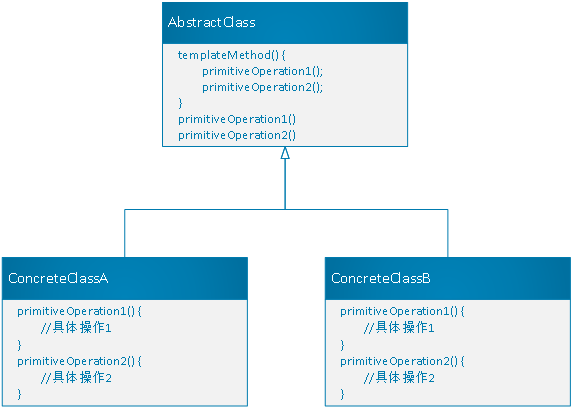 AbstractClass
templateMethod() {
primitiveOperation1();
primitiveOperation2();
}
primitiveOperation1()
primitiveOperation2()
ConcreteClassA
primitiveOperation1() {
//具体操作1
}
primitiveOperation2() {
//具体操作2
}
ConcreteClassB
primitiveOperation1() {
//具体操作1
}
primitiveOperation2() {
//具体操作2
}